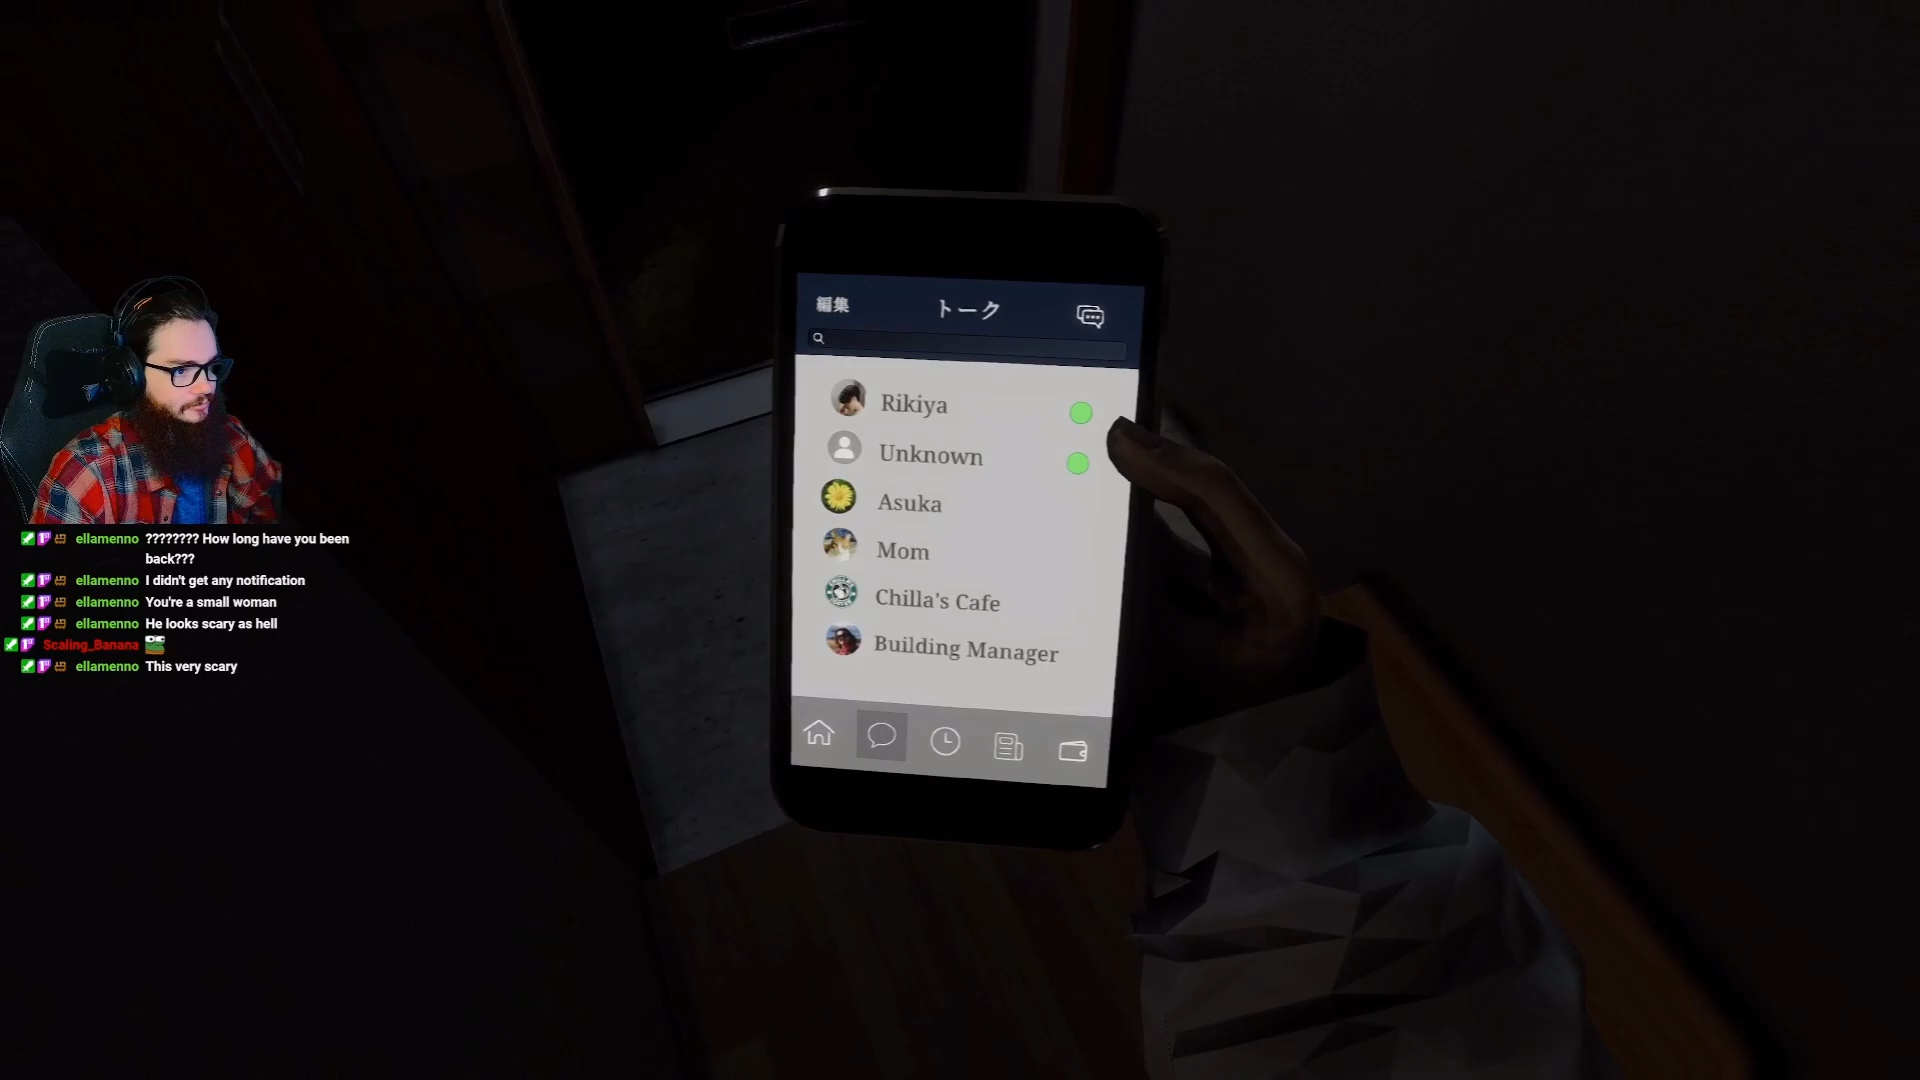 編集
トーク
Rikiya
Unknown
Asuka
Mom
Chilla's Cafe
Building Manager
ellamenno ???????? How long have you been
back???
ellamenno I didn't get any notification
ellamenno You're a small woman
ellamenno He looks scary as hell
Scaling_Banana
ellamenno This very scary